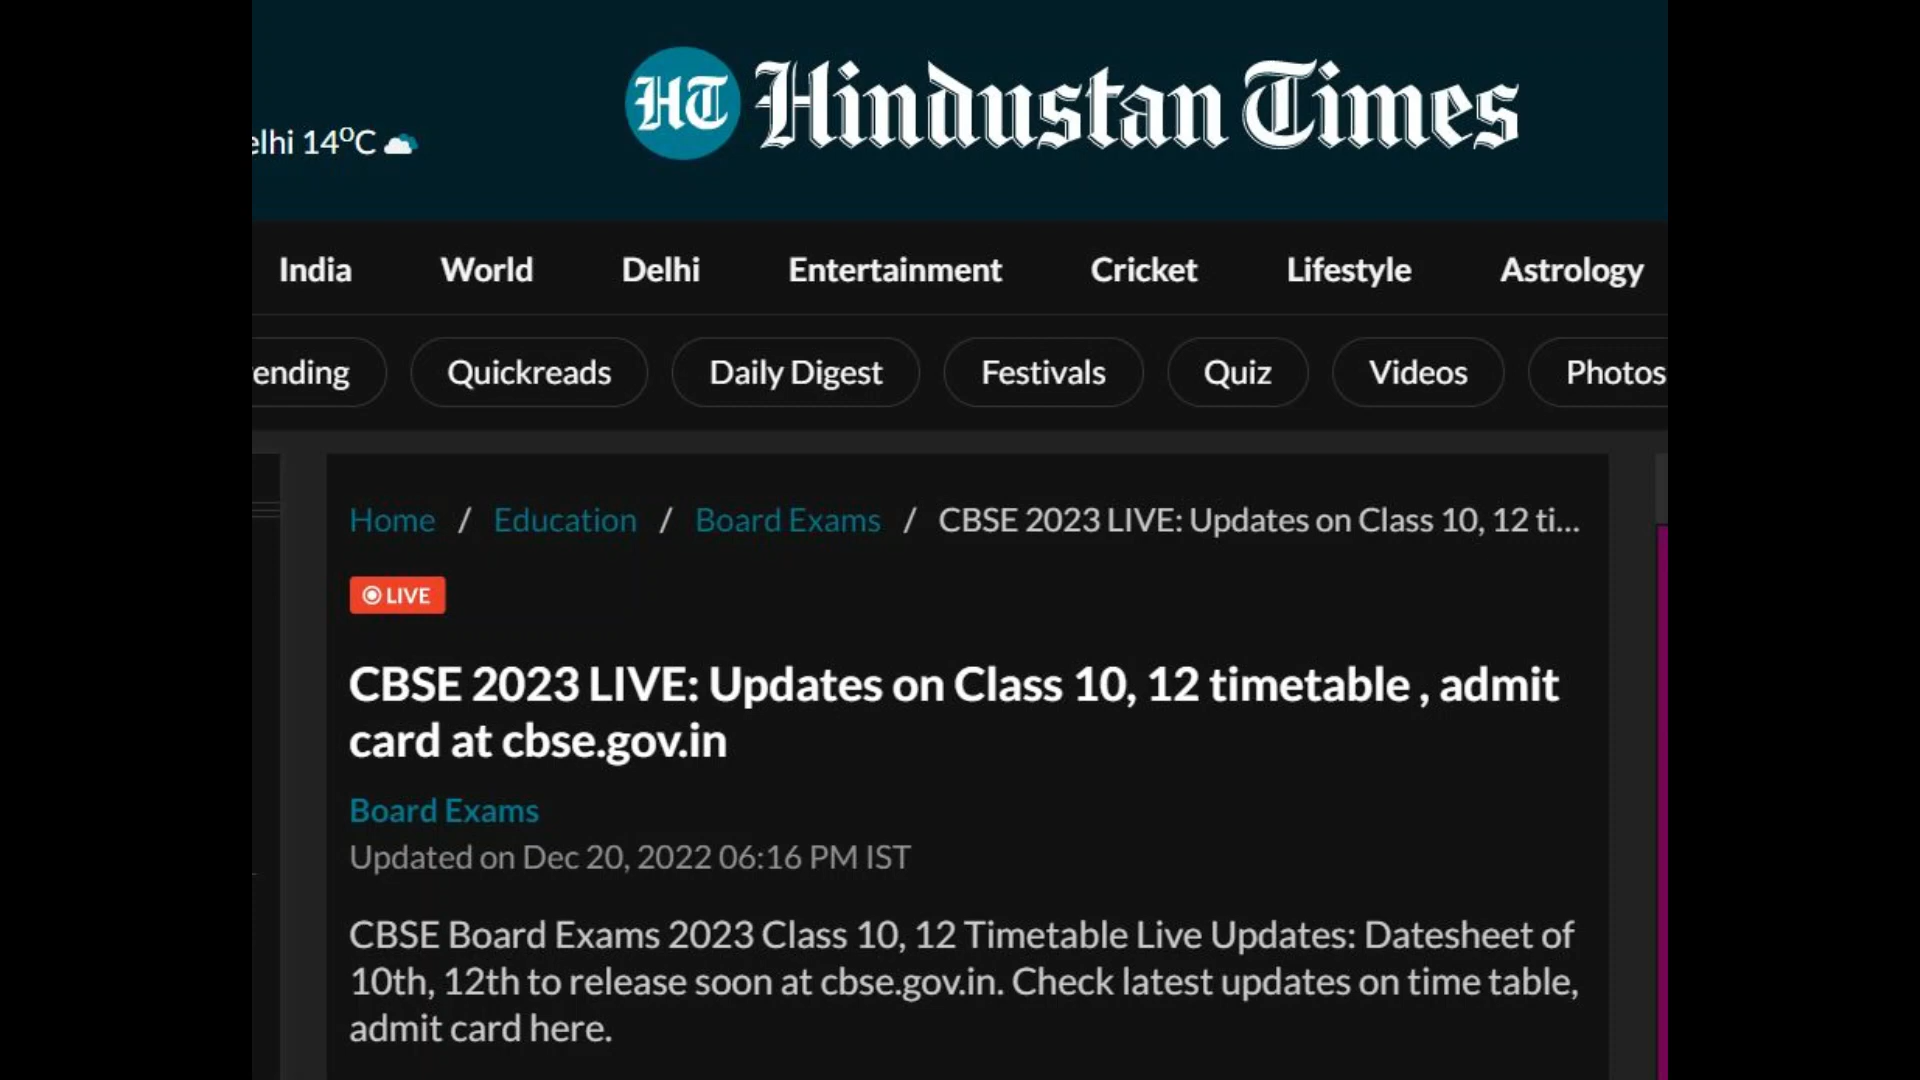 HT Hindustan Times
elhi 14°C
India World Delhi Entertainment Cricket Lifestyle Astrology
ending Quickreads Daily Digest Festivals Quiz Videos Photos
Home / Education / Board Exams / CBSE 2023 LIVE: Updates on Class 10, 12 ti...
LIVE
CBSE 2023 LIVE: Updates on Class 10, 12 timetable , admit
card at cbse.gov.in
Board Exams
Updated on Dec 20, 2022 06:16 PM IST
CBSE Board Exams 2023 Class 10, 12 Timetable Live Updates: Datesheet of
10th, 12th to release soon at cbse.gov.in. Check latest updates on time table,
admit card here.